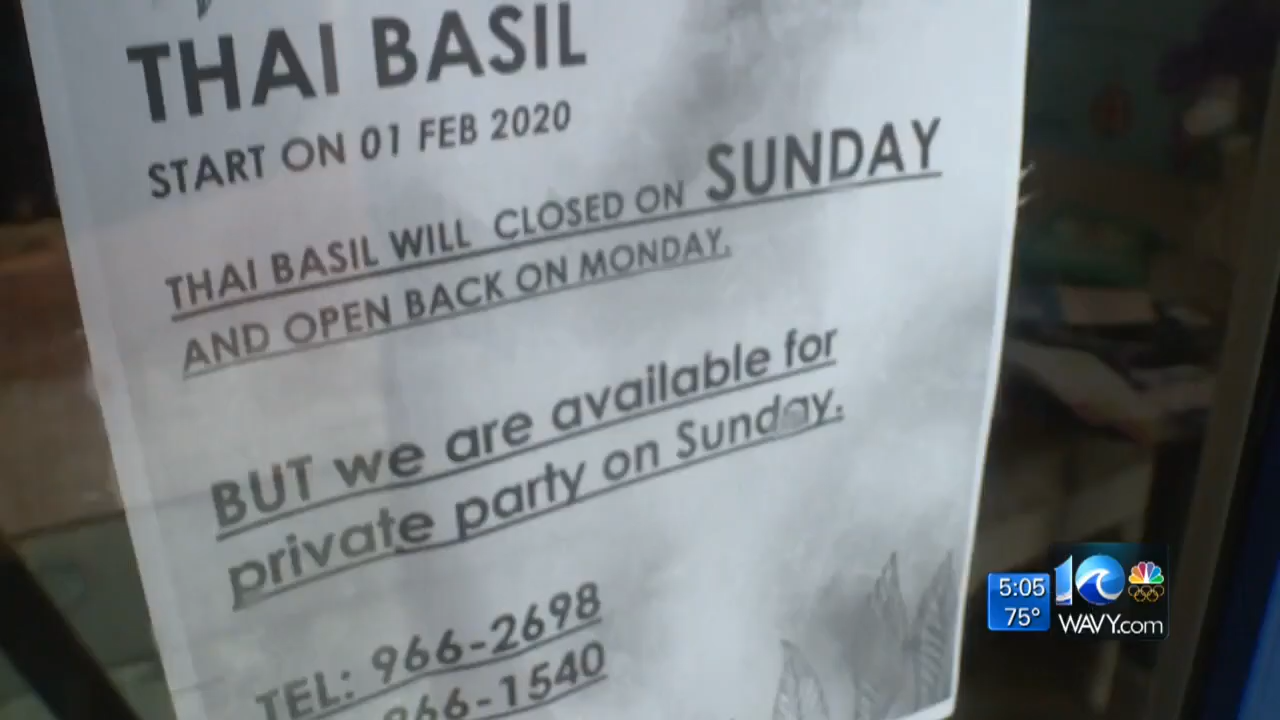 THAI BASIL
START ON 01 FEB 2020
THAI BASIL WILL CLOSED ON SUNDAY
AND OPEN BACK ON MONDAY.
BUT we are available for
private party on Sunday.
TEL: 966-2698
966-1540
5:05
75°
10
WAVY.com